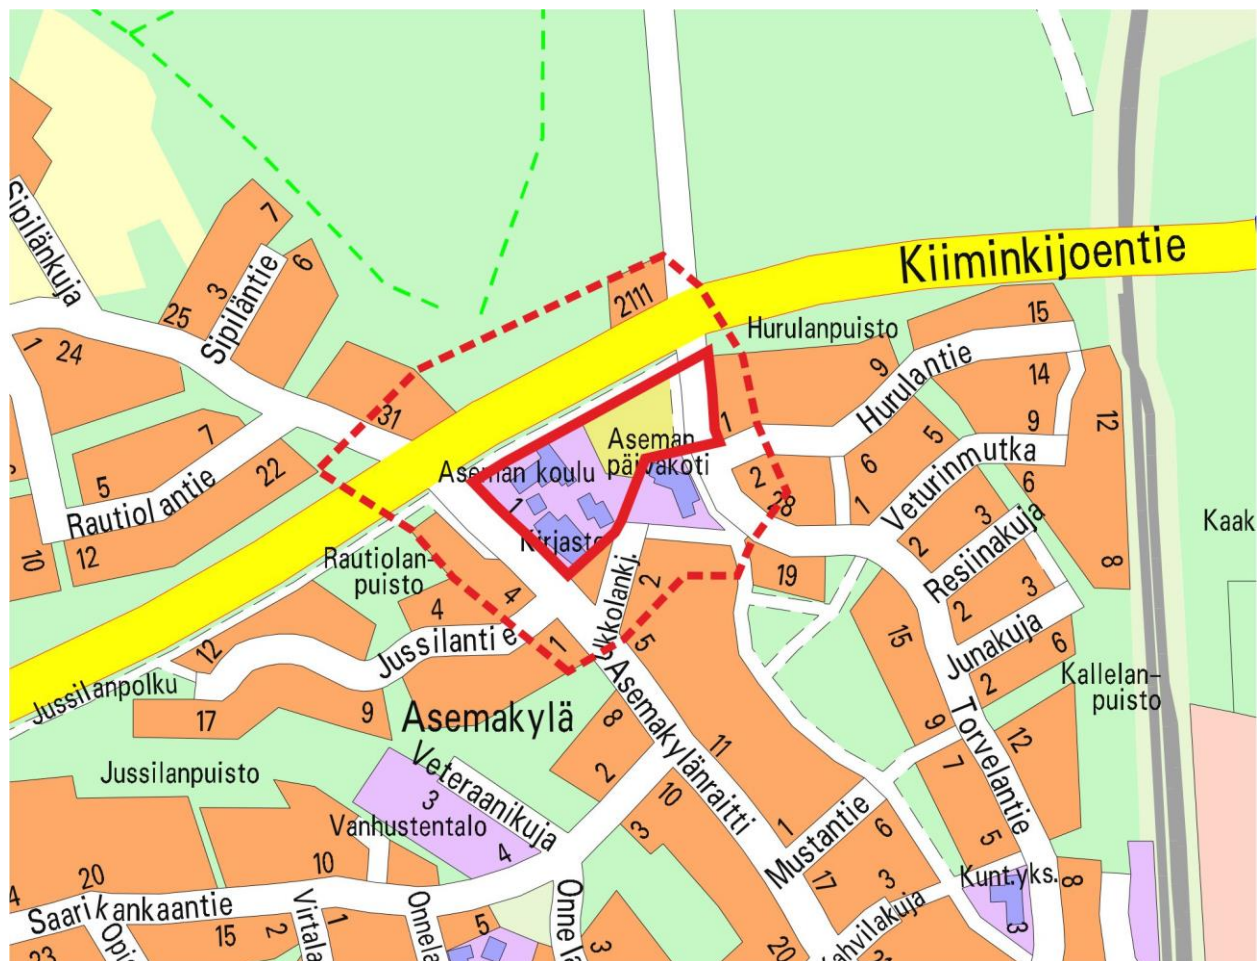 Kiiminkijoentie
Sipilänkuja
7
3
6
25
Sipiläntie
2111
Hurulanpuisto
15
1
24
9
Hurulantie
14
31
1
9
12
7
Aseman
päiväkoti
5
Veturinmutka
5
22
Aseman koulu
2
6
6
Rautiolantie
1
28
1
3
Kaak
Kirjasto
2
Resiinakuja
10
12
Rautiolan-
puisto
4
4
2
19
8
3
2
Junakuja
15
6
12
Jussilantie
1
5
2
Kallelan-
puisto
Jussilanpolku
17
9
Asemakylä
8
11
9
Torvelantie
12
Jussilanpuisto
Veteraanikuja
3
2
Asemakylänraitti
7
10
Vanhustentalo
4
3
1
Mustantie
6
5
20
10
17
3
Kunt.yks.
8
4
Saarikankaantie
Virtala
1
Onnela
5
Opi
15
2
3
20
3
23